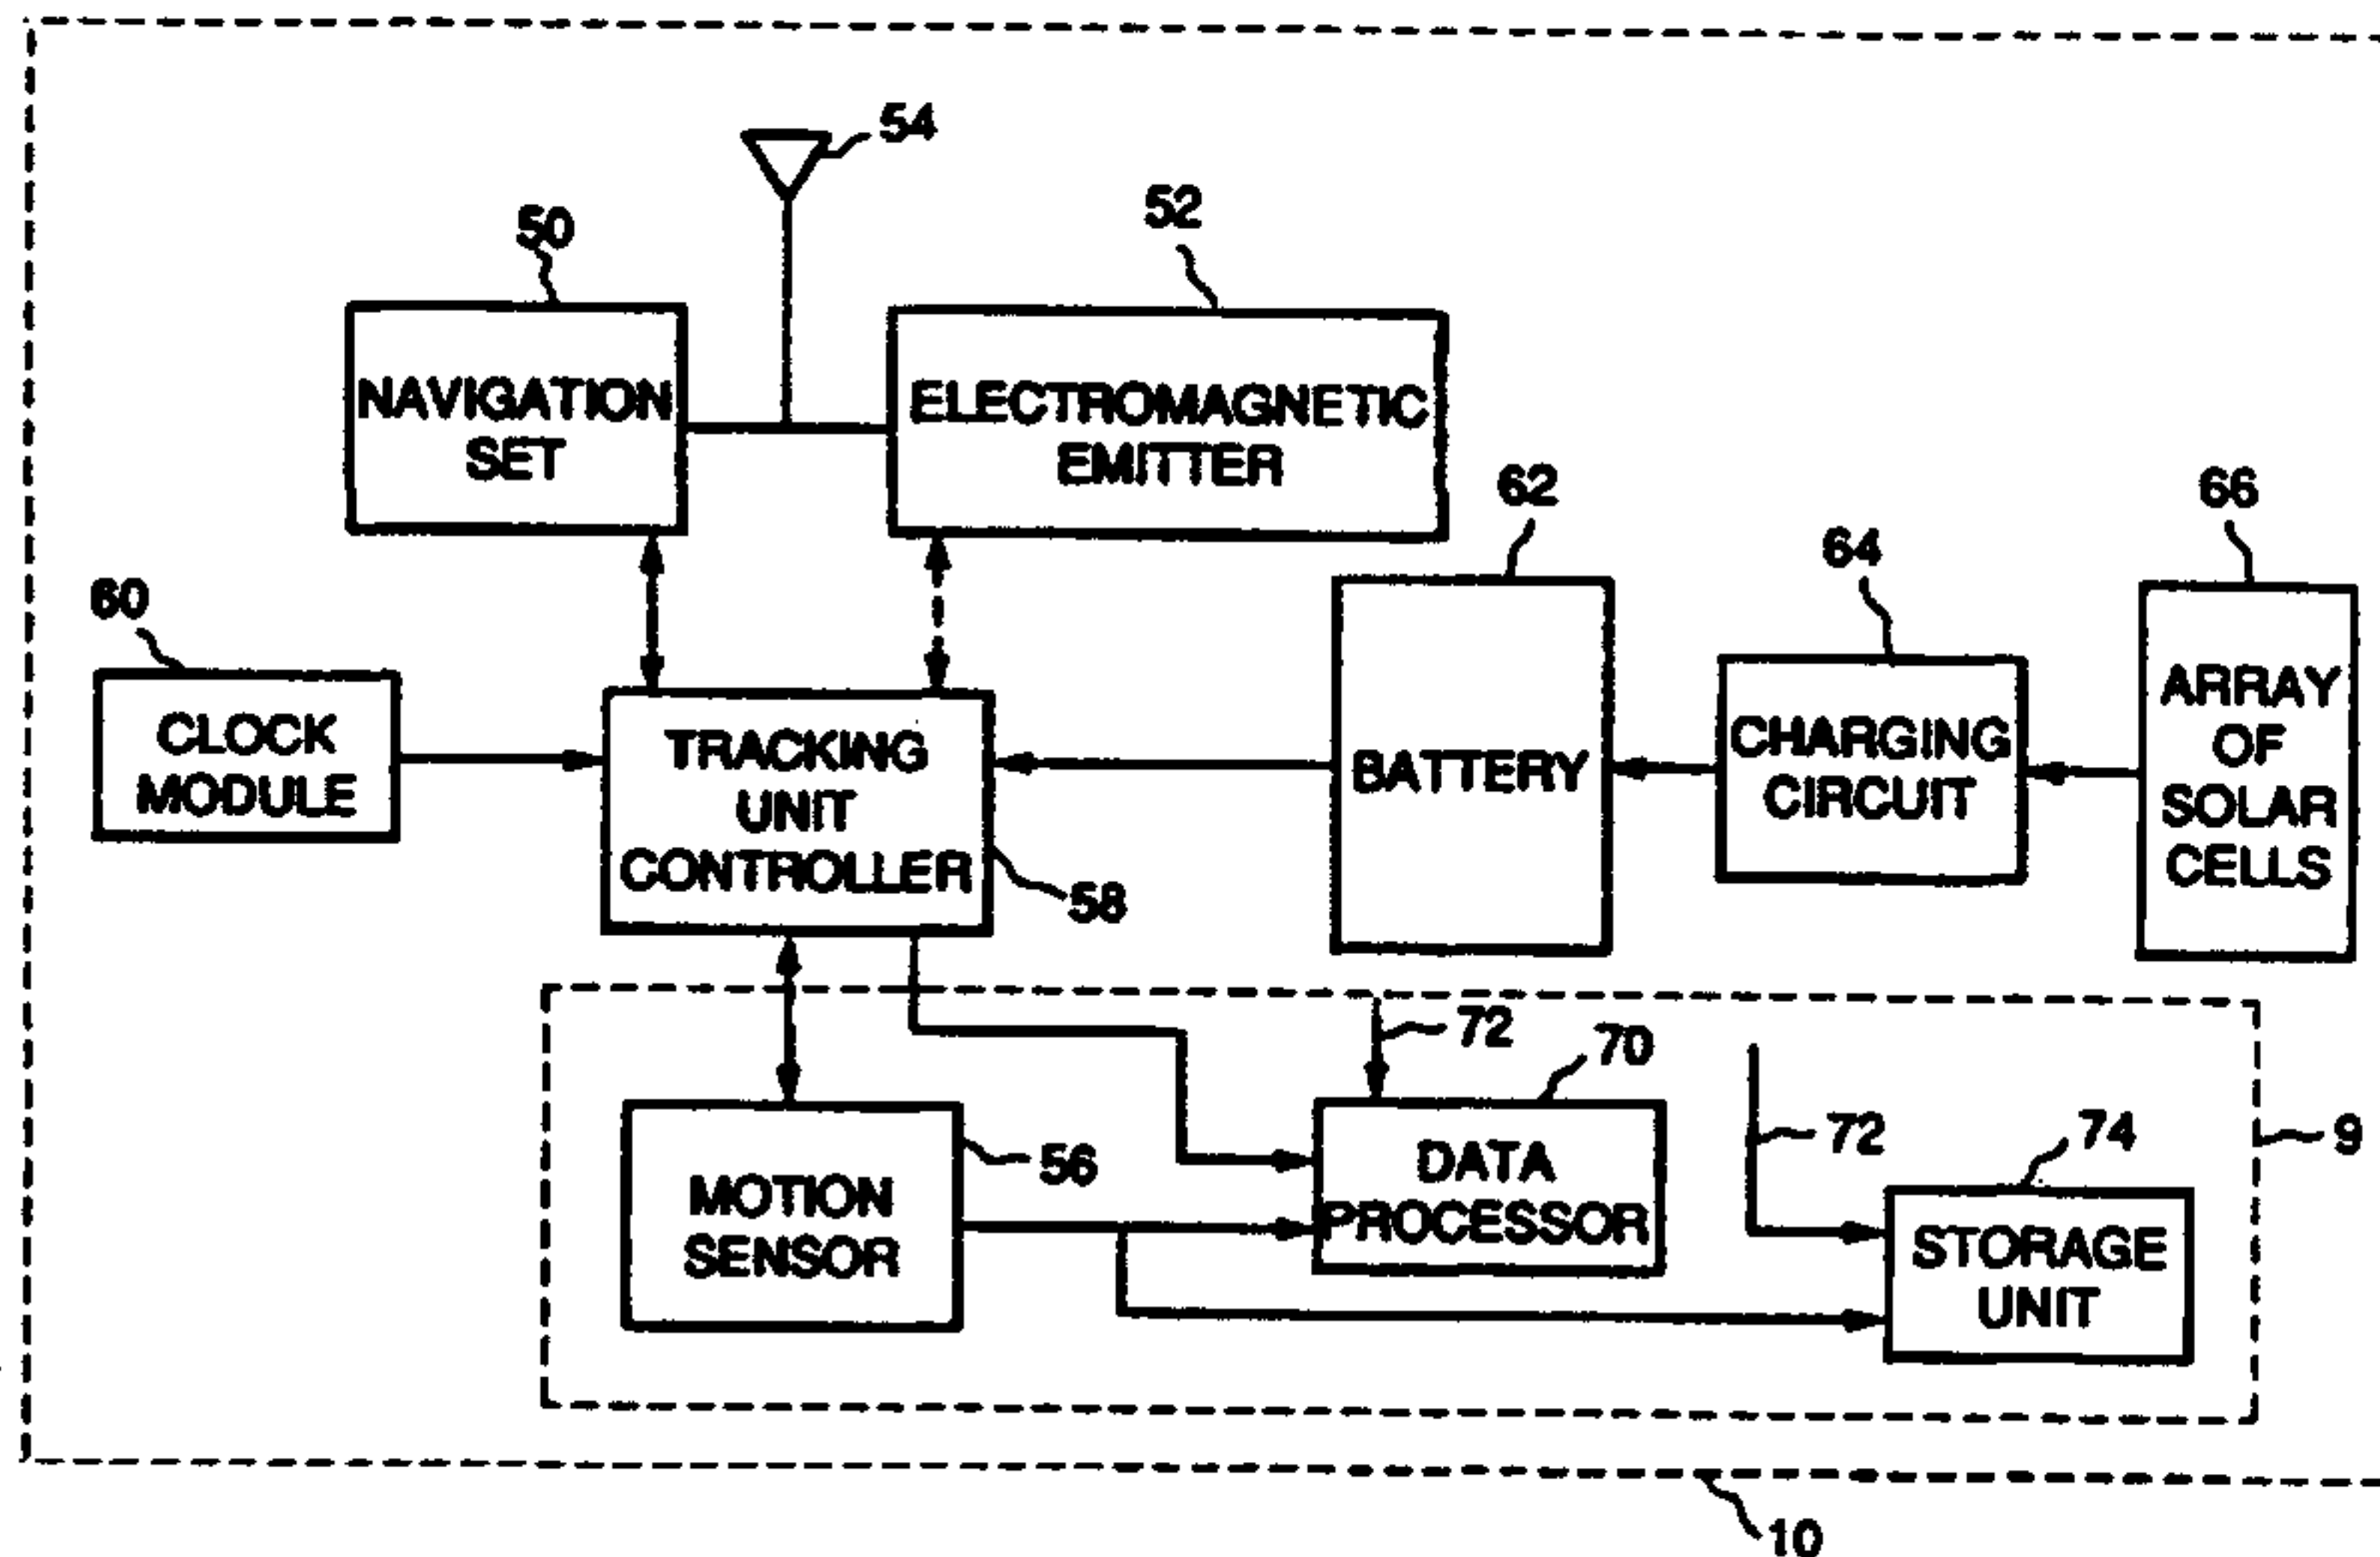 54
50
52
NAVIGATION
SET
ELECTROMAGNETIC
EMITTER
62
66
64
60
CLOCK
MODULE
TRACKING
UNIT
CONTROLLER
58
BATTERY
CHARGING
CIRCUIT
ARRAY
OF
SOLAR
CELLS
72
70
72
74
9
56
MOTION
SENSOR
DATA
PROCESSOR
STORAGE
UNIT
10